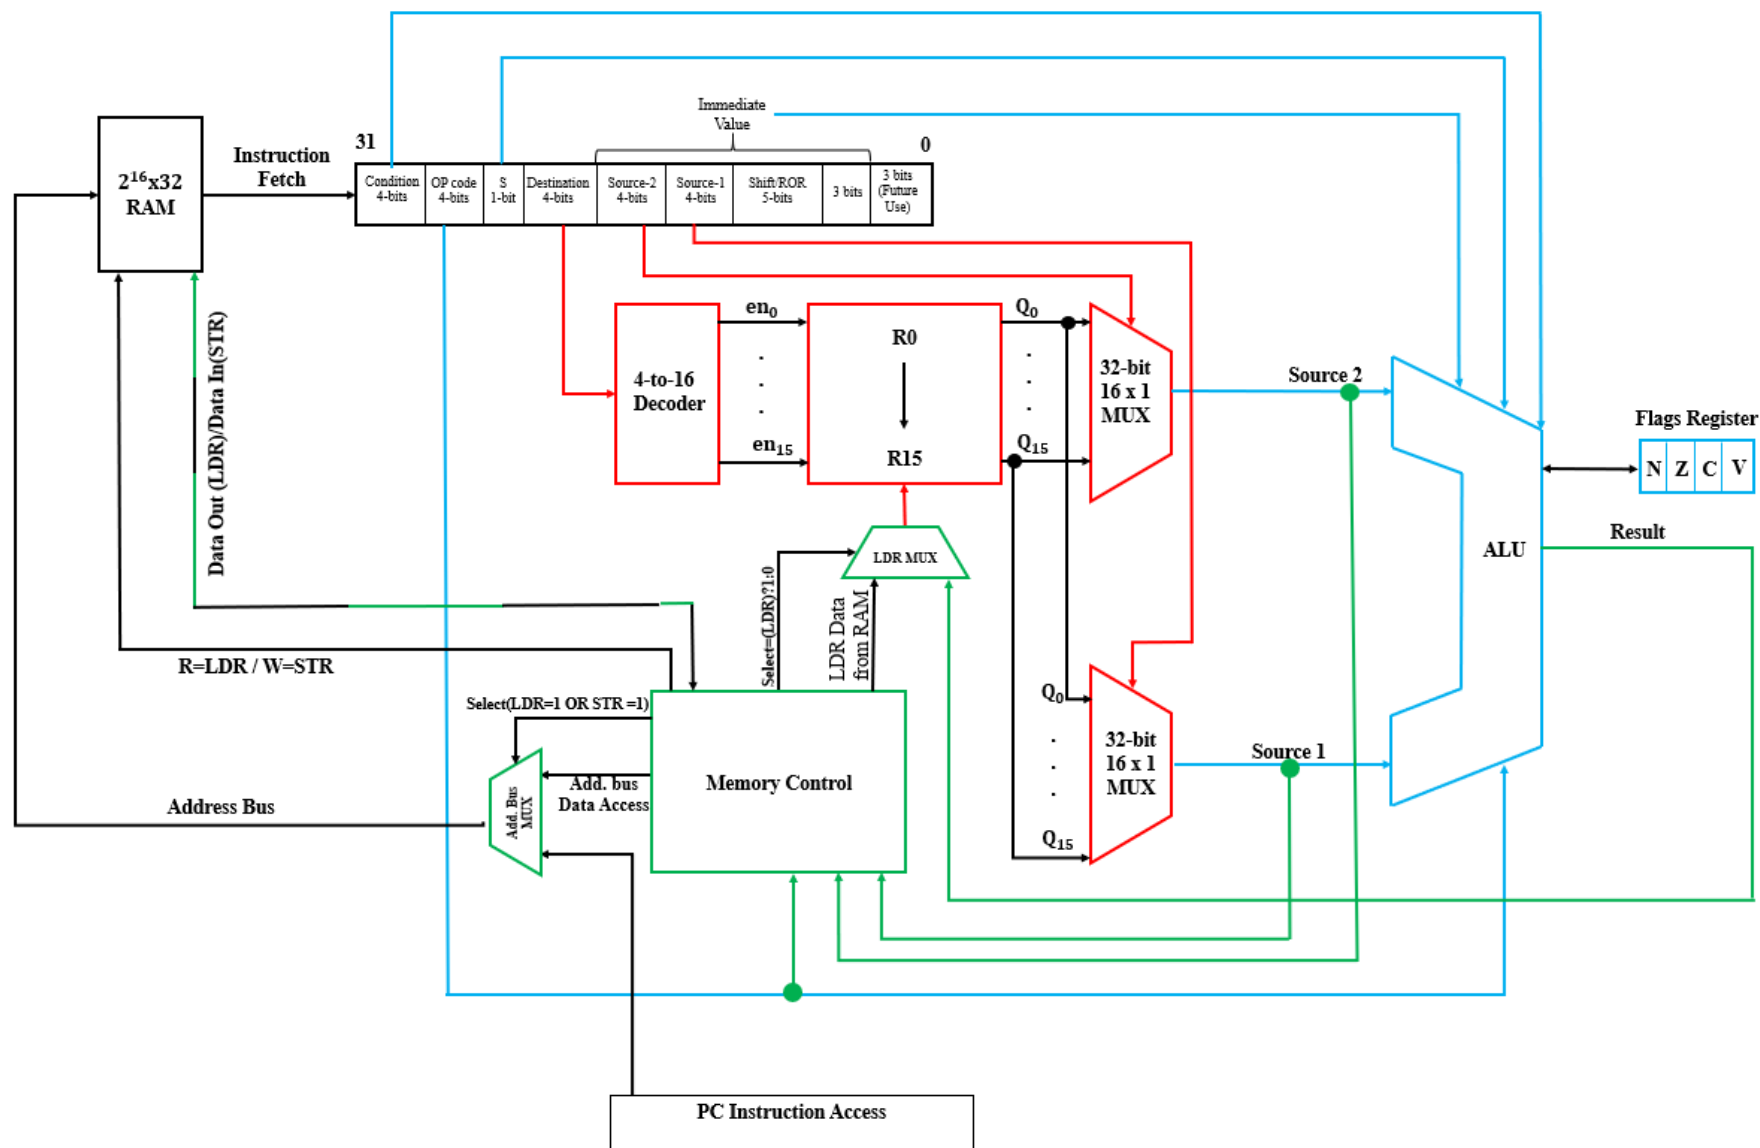 Immediate
Value
31
0
Instruction
Fetch
2¹⁶x32
RAM
Condition
4-bits
OP code
4-bits
S
1-bit
Destination
4-bits
Source-2
4-bits
Source-1
4-bits
Shift/ROR
5-bits
3 bits
3 bits
(Future
Use)
en₀
Q₀
R0
4-to-16
Decoder
32-bit
16 x 1
MUX
Source 2
Flags Register
en₁₅
R15
Q₁₅
N Z C V
Data Out (LDR)/Data In(STR)
LDR MUX
ALU
Result
Select=(LDR)?1:0
LDR Data
from RAM
R=LDR / W=STR
Select(LDR=1 OR STR =1)
Q₀
32-bit
16 x 1
MUX
Source 1
Memory Control
Add. bus
Data Access
Add. Bus
MUX
Address Bus
Q₁₅
PC Instruction Access